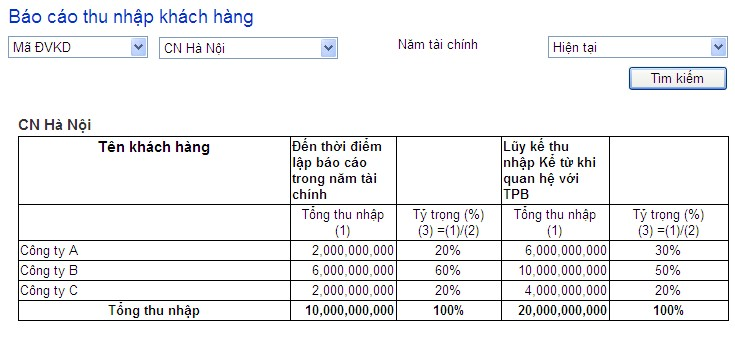 Báo cáo thu nhập khách hàng
Mã ĐVKD CN Hà Nội Năm tài chính Hiện tại
Tìm kiếm
CN Hà Nội
Tên khách hàng Đến thời điểm Lũy kế thu
lập báo cáo nhập Kể từ khi
trong năm tài quan hệ với
chính TPB
Tổng thu nhập Tỷ trọng (%) Tổng thu nhập Tỷ trọng (%)
(1) (3) =(1)/(2) (1) (3) =(1)/(2)
Công ty A 2,000,000,000 20% 6,000,000,000 30%
Công ty B 6,000,000,000 60% 10,000,000,000 50%
Công ty C 2,000,000,000 20% 4,000,000,000 20%
Tổng thu nhập 10,000,000,000 100% 20,000,000,000 100%